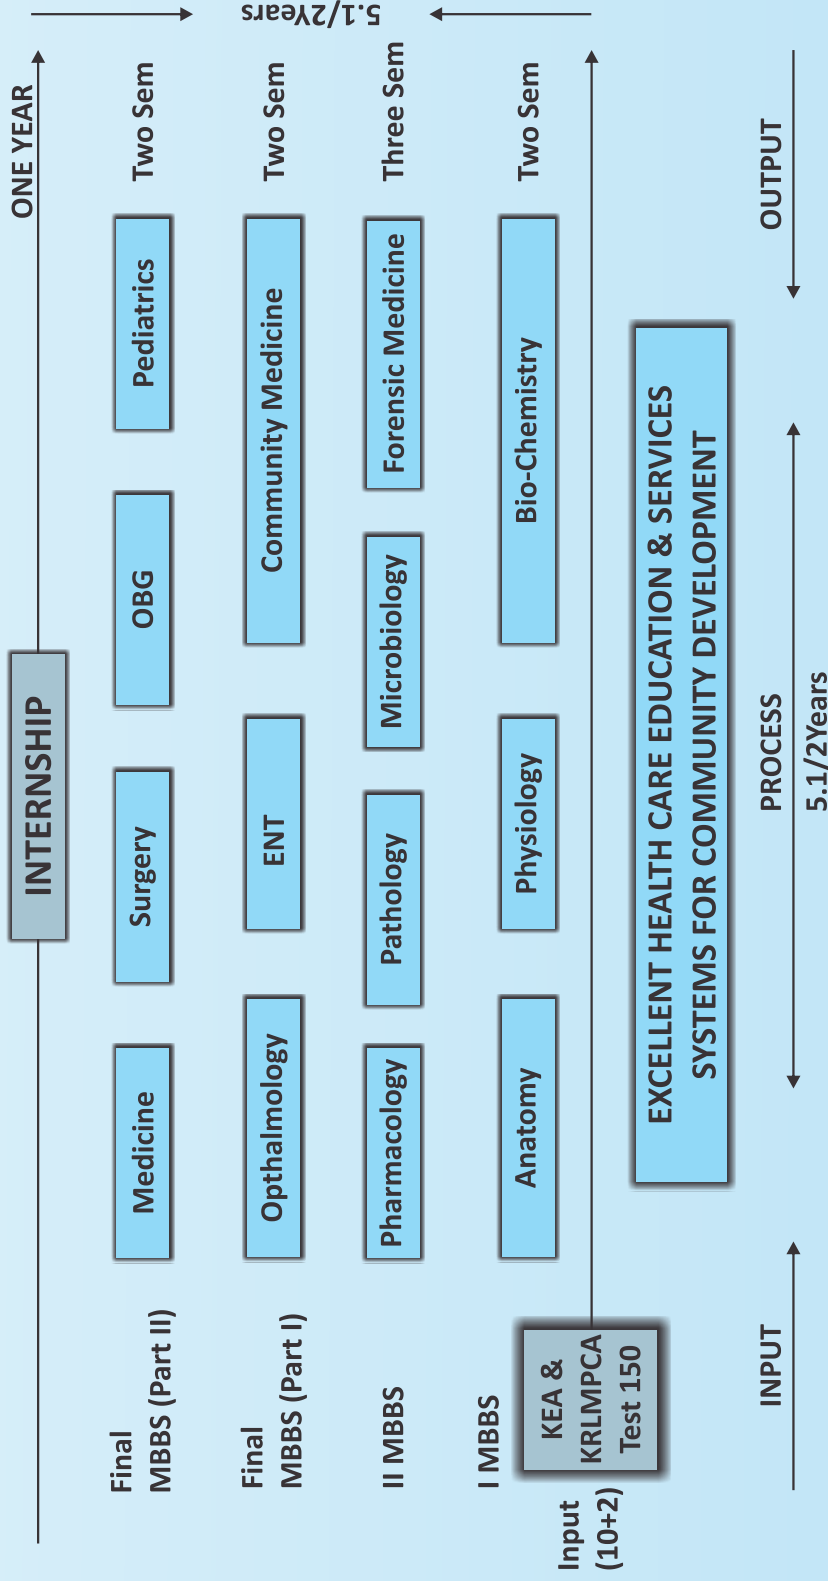 INTERNSHIP
ONE YEAR
Final
MBBS (Part II)
Medicine
Surgery
OBG
Pediatrics
Two Sem
Final
MBBS (Part I)
Opthalmology
ENT
Community Medicine
Two Sem
5.1/2Years
II MBBS
Pharmacology
Pathology
Microbiology
Forensic Medicine
Three Sem
I MBBS
Anatomy
Physiology
Bio-Chemistry
Two Sem
Input
(10+2)
KEA &
KRLMPCA
Test 150
EXCELLENT HEALTH CARE EDUCATION & SERVICES
SYSTEMS FOR COMMUNITY DEVELOPMENT
INPUT
PROCESS
OUTPUT
5.1/2Years